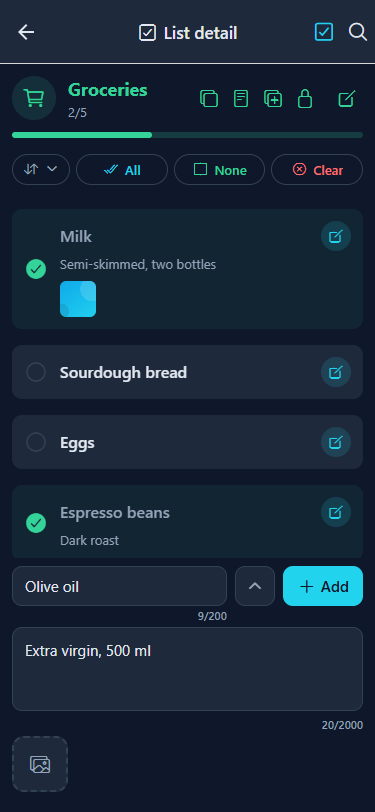 List detail
Groceries
2/5
All
None
Clear
Milk
Semi-skimmed, two bottles
Sourdough bread
Eggs
Espresso beans
Dark roast
Olive oil
Add
9/200
Extra virgin, 500 ml
20/2000